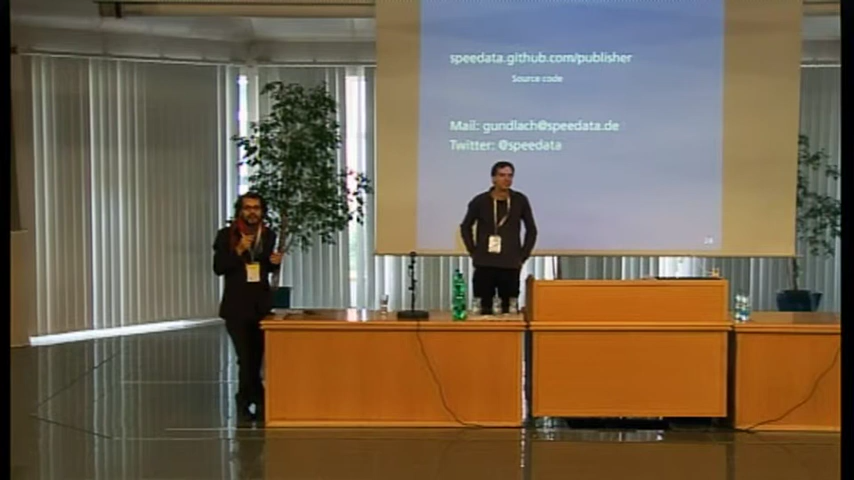 speedata.github.com/publisher
Source code
Mail: gundlach@speedata.de
Twitter: @speedata